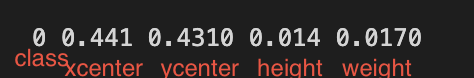 0 0.441 0.4310 0.014 0.0170
class xcenter ycenter height weight